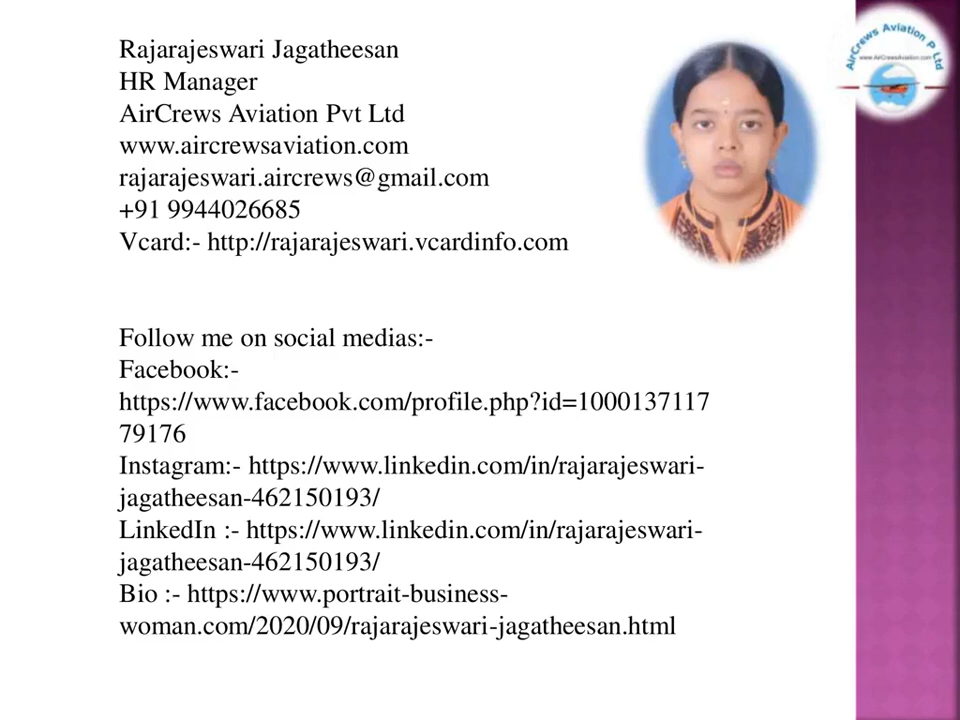 Rajarajeswari Jagatheesan
HR Manager
AirCrews Aviation Pvt Ltd
www.aircrewsaviation.com
rajarajeswari.aircrews@gmail.com
+91 9944026685
Vcard:- http://rajarajeswari.vcardinfo.com
AirCrews Aviation P Ltd
www.AirCrewsAviation.com
Follow me on social medias:-
Facebook:-
https://www.facebook.com/profile.php?id=1000137117
79176
Instagram:- https://www.linkedin.com/in/rajarajeswari-
jagatheesan-462150193/
LinkedIn :- https://www.linkedin.com/in/rajarajeswari-
jagatheesan-462150193/
Bio :- https://www.portrait-business-
woman.com/2020/09/rajarajeswari-jagatheesan.html